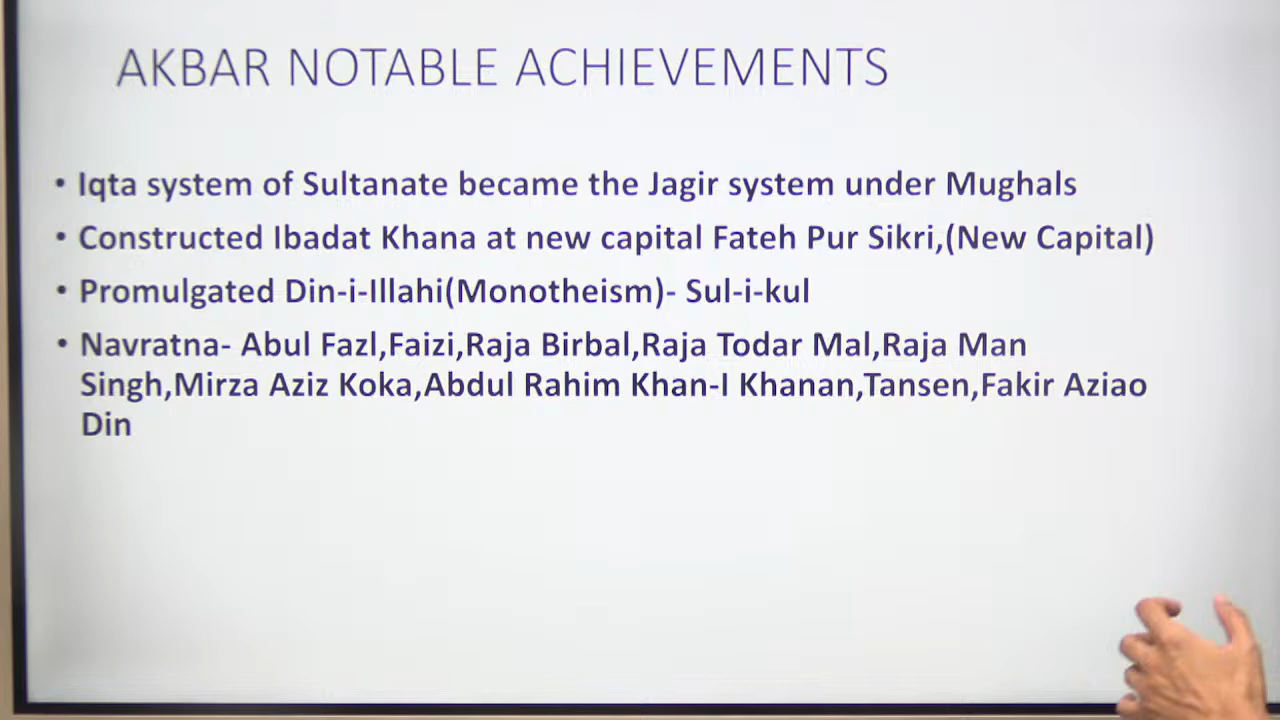 AKBAR NOTABLE ACHIEVEMENTS
• Iqta system of Sultanate became the Jagir system under Mughals
• Constructed Ibadat Khana at new capital Fateh Pur Sikri,(New Capital)
• Promulgated Din-i-Illahi(Monotheism)- Sul-i-kul
• Navratna- Abul Fazl,Faizi,Raja Birbal,Raja Todar Mal,Raja Man
Singh,Mirza Aziz Koka,Abdul Rahim Khan-I Khanan,Tansen,Fakir Aziao
Din